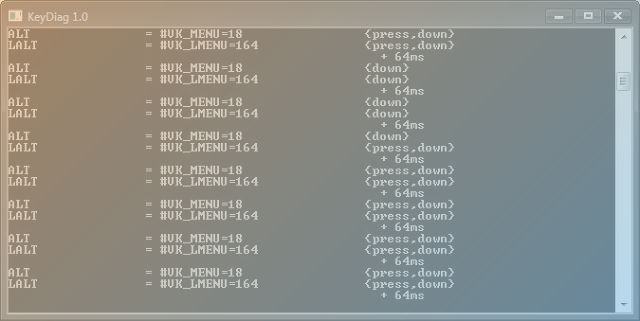 KeyDiag 1.0
ALT = #VK_MENU=18 {press,down}
LALT = #VK_LMENU=164 {press,down}
+ 64ms
ALT = #VK_MENU=18 {down}
LALT = #VK_LMENU=164 {down}
+ 64ms
ALT = #VK_MENU=18 {down}
LALT = #VK_LMENU=164 {down}
+ 64ms
ALT = #VK_MENU=18 {down}
LALT = #VK_LMENU=164 {press,down}
+ 64ms
ALT = #VK_MENU=18 {press,down}
LALT = #VK_LMENU=164 {press,down}
+ 64ms
ALT = #VK_MENU=18 {press,down}
LALT = #VK_LMENU=164 {press,down}
+ 64ms
ALT = #VK_MENU=18 {press,down}
LALT = #VK_LMENU=164 {press,down}
+ 64ms
ALT = #VK_MENU=18 {press,down}
LALT = #VK_LMENU=164 {press,down}
+ 64ms